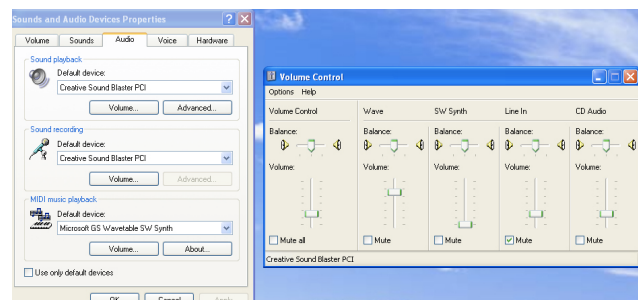 Sounds and Audio Devices Properties
Volume Sounds Audio Voice Hardware
Sound playback
Default device:
Creative Sound Blaster PCI
Volume... Advanced...
Sound recording
Default device:
Creative Sound Blaster PCI
Volume... Advanced...
MIDI music playback
Default device:
Microsoft GS Wavetable SW Synth
Volume... About...
Use only default devices
OK Cancel Apply
Volume Control
Options Help
Volume Control Wave SW Synth Line In CD Audio
Balance: Balance: Balance: Balance: Balance:
Volume: Volume: Volume: Volume: Volume:
Mute all Mute Mute Mute Mute
Creative Sound Blaster PCI